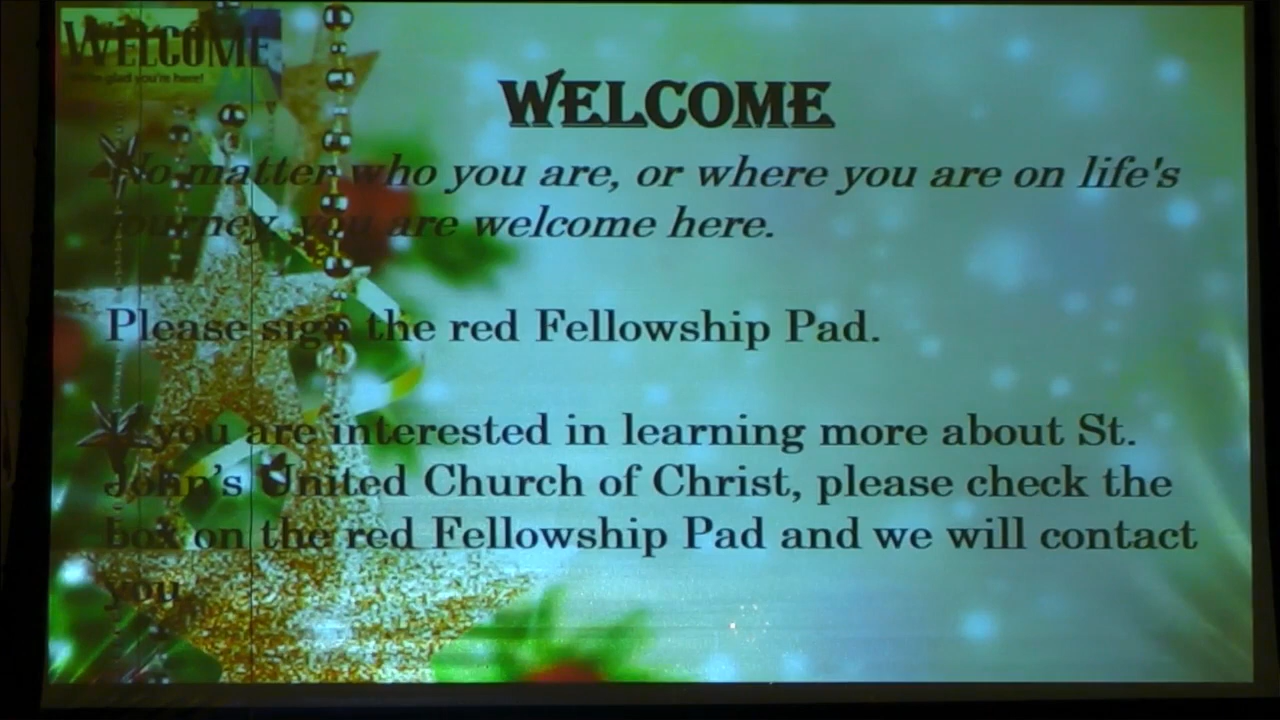 WELCOME
We're glad you're here!
WELCOME
No matter who you are, or where you are on life's
journey, you are welcome here.
Please sign the red Fellowship Pad.
If you are interested in learning more about St.
John's United Church of Christ, please check the
box on the red Fellowship Pad and we will contact
you.